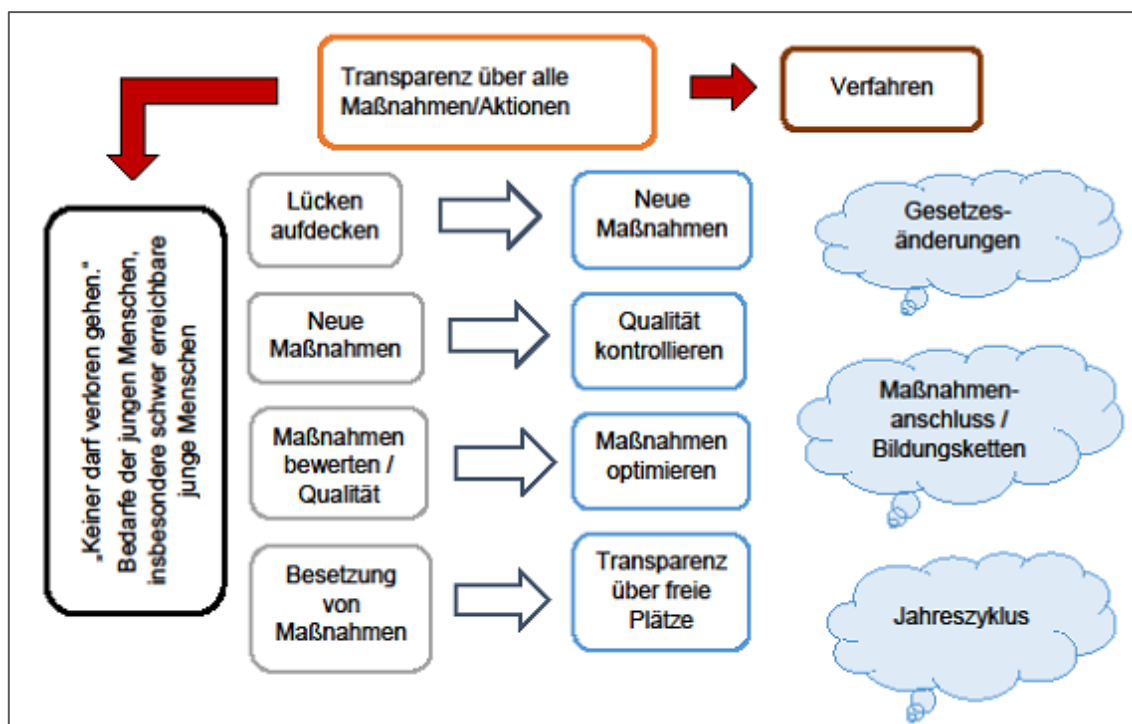 Transparenz über alle
Maßnahmen/Aktionen
Verfahren
„Keiner darf verloren gehen.“
Bedarfe der jungen Menschen,
insbesondere schwer erreichbare
junge Menschen
Lücken
aufdecken
Neue
Maßnahmen
Gesetzes-
änderungen
Neue
Maßnahmen
Qualität
kontrollieren
Maßnahmen-
anschluss /
Bildungsketten
Maßnahmen
bewerten /
Qualität
Maßnahmen
optimieren
Besetzung
von
Maßnahmen
Transparenz
über freie
Plätze
Jahreszyklus